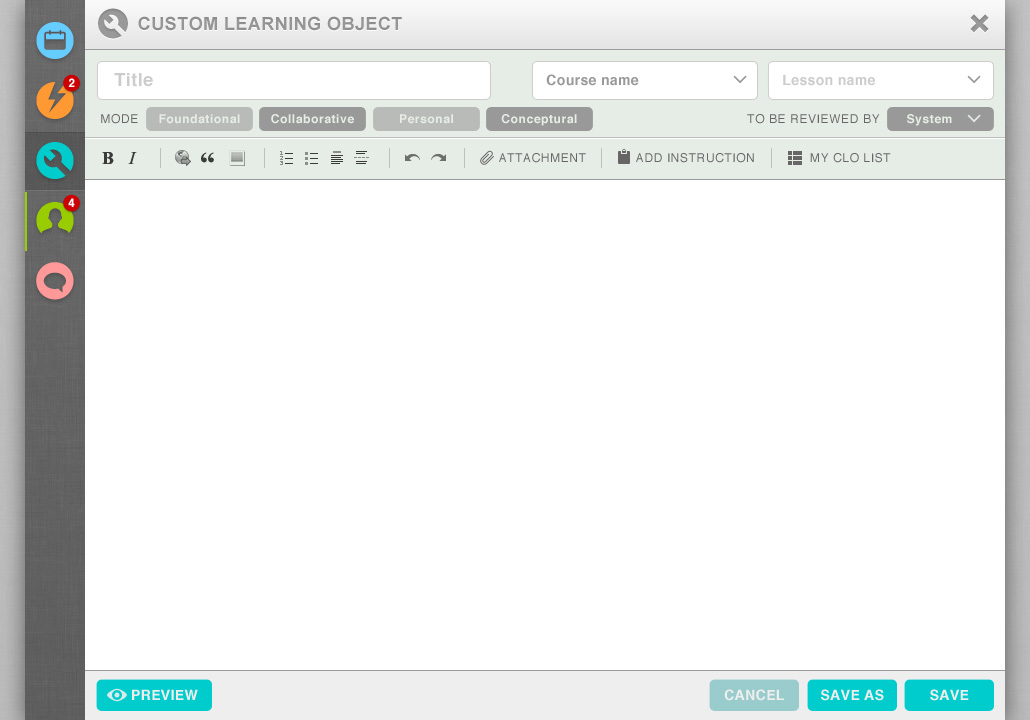 CUSTOM LEARNING OBJECT
2
4
Title Course name Lesson name
MODE Foundational Collaborative Personal Conceptural TO BE REVIEWED BY System
B I ATTACHMENT ADD INSTRUCTION MY CLO LIST
PREVIEW CANCEL SAVE AS SAVE